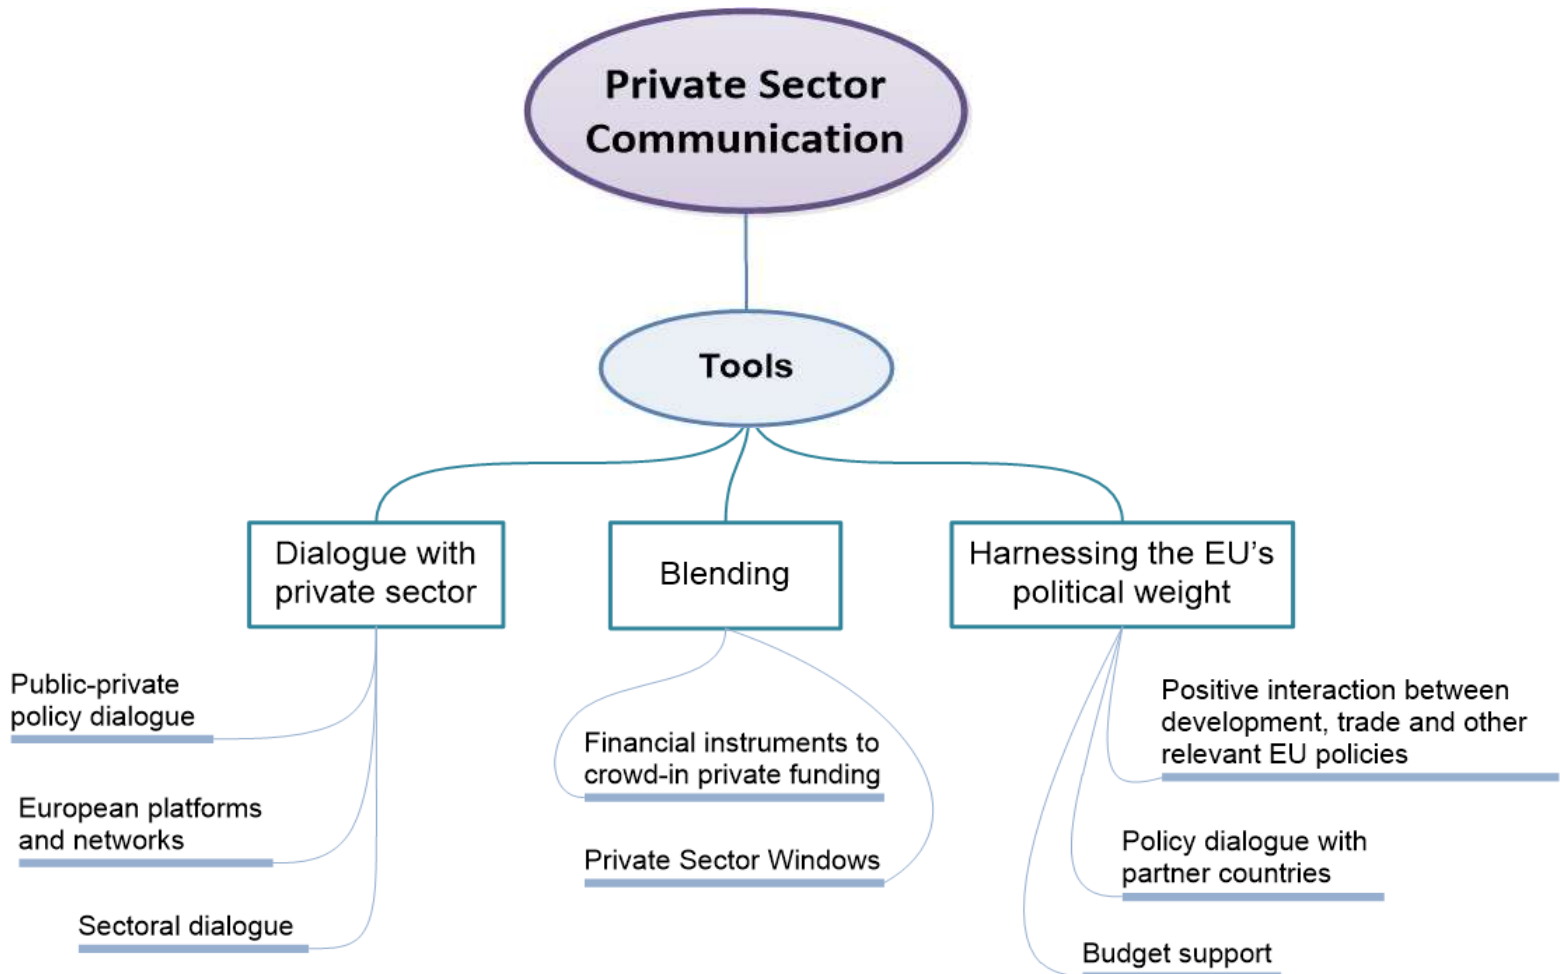 Private Sector
Communication
Tools
Dialogue with
private sector
Blending
Harnessing the EU’s
political weight
Public-private
policy dialogue
European platforms
and networks
Sectoral dialogue
Financial instruments to
crowd-in private funding
Private Sector Windows
Positive interaction between
development, trade and other
relevant EU policies
Policy dialogue with
partner countries
Budget support